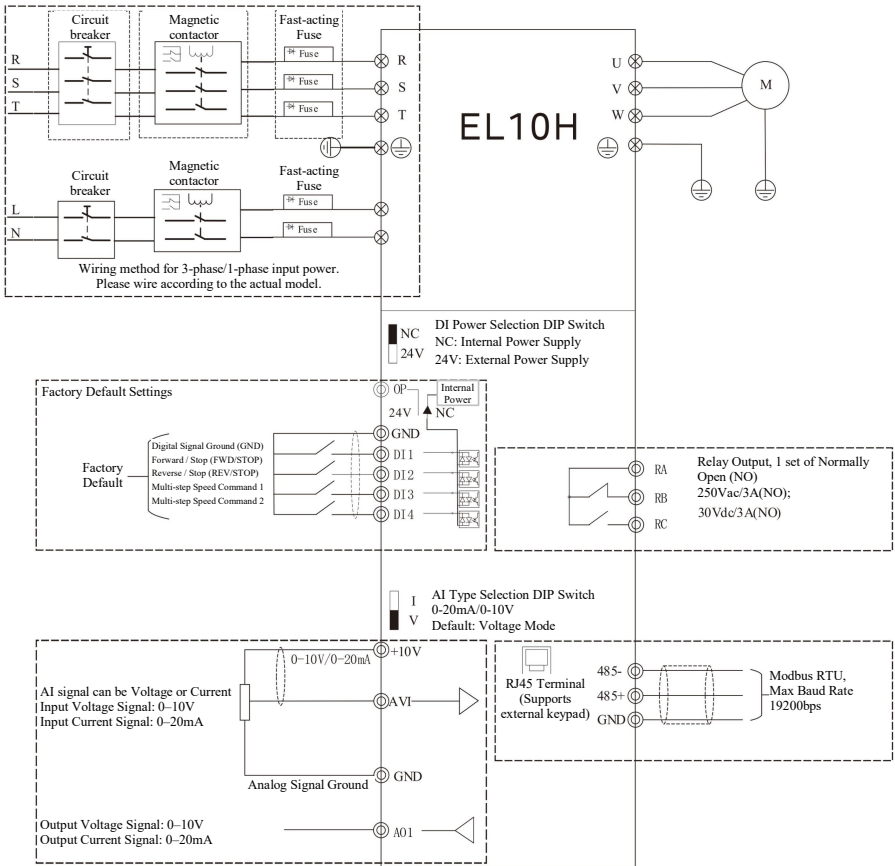 Circuit breaker
Magnetic contactor
Fast-acting Fuse
R
S
T
Fuse
Fuse
Fuse
R
S
T
Circuit breaker
Magnetic contactor
Fast-acting Fuse
L
N
Fuse
Fuse
Wiring method for 3-phase/1-phase input power.
Please wire according to the actual model.
EL10H
U
V
W
M
NC
24V
DI Power Selection DIP Switch
NC: Internal Power Supply
24V: External Power Supply
Factory Default Settings
OP
Internal Power
24V
NC
GND
DI1
DI2
DI3
DI4
Factory Default
Digital Signal Ground (GND)
Forward / Stop (FWD/STOP)
Reverse / Stop (REV/STOP)
Multi-step Speed Command 1
Multi-step Speed Command 2
RA
RB
RC
Relay Output, 1 set of Normally
Open (NO)
250Vac/3A(NO);
30Vdc/3A(NO)
I
V
AI Type Selection DIP Switch
0-20mA/0-10V
Default: Voltage Mode
0-10V/0-20mA
+10V
AVI
GND
AI signal can be Voltage or Current
Input Voltage Signal: 0–10V
Input Current Signal: 0–20mA
Analog Signal Ground
Output Voltage Signal: 0–10V
Output Current Signal: 0–20mA
AO1
RJ45 Terminal
(Supports
external keypad)
485-
485+
GND
Modbus RTU,
Max Baud Rate
19200bps